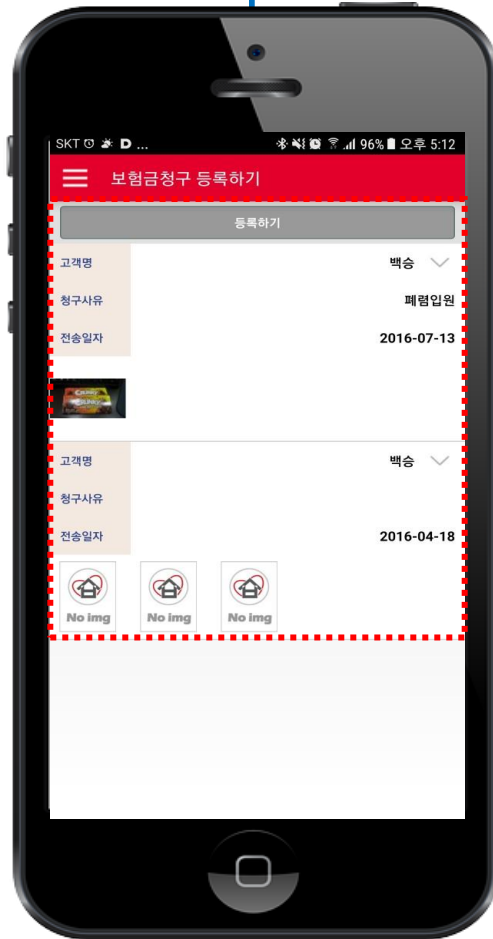 SKT D ... 96% 오후 5:12
보험금청구 등록하기
등록하기
고객명 백승
청구사유 폐렴입원
전송일자 2016-07-13
고객명 백승
청구사유
전송일자 2016-04-18
No img No img No img